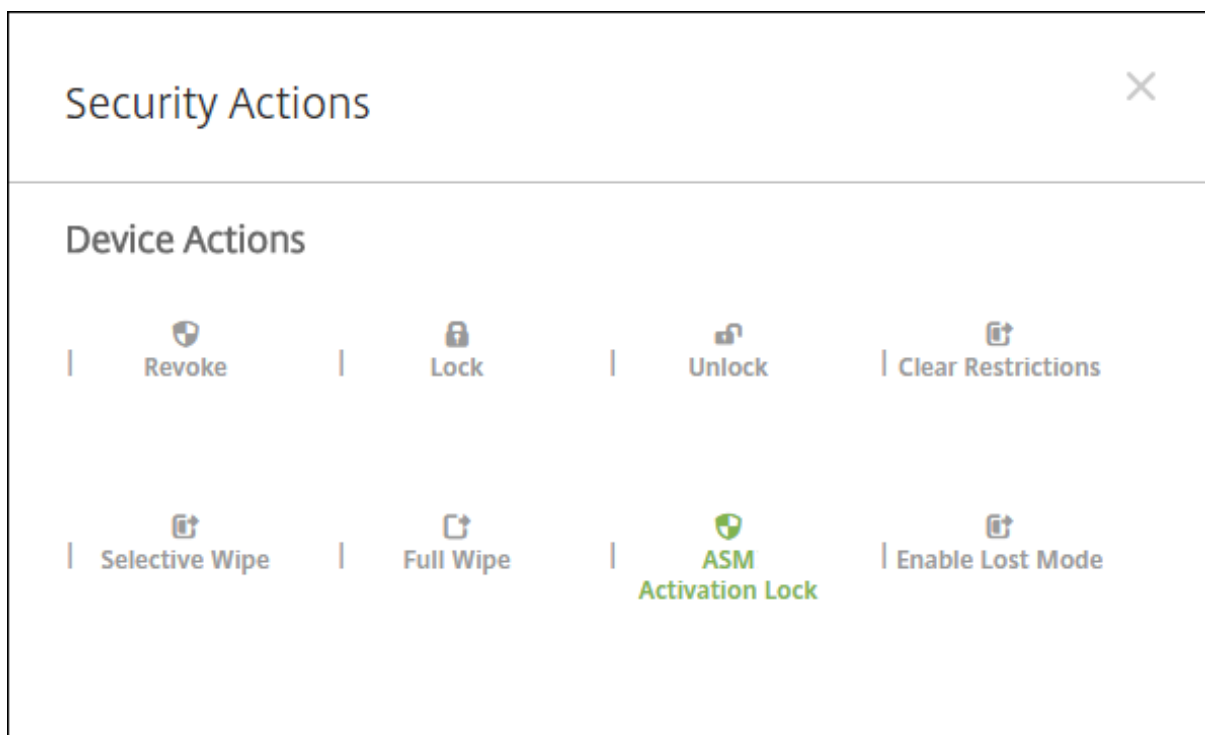 Security Actions
Device Actions
Revoke
Lock
Unlock
Clear Restrictions
Selective Wipe
Full Wipe
ASM
Activation Lock
Enable Lost Mode